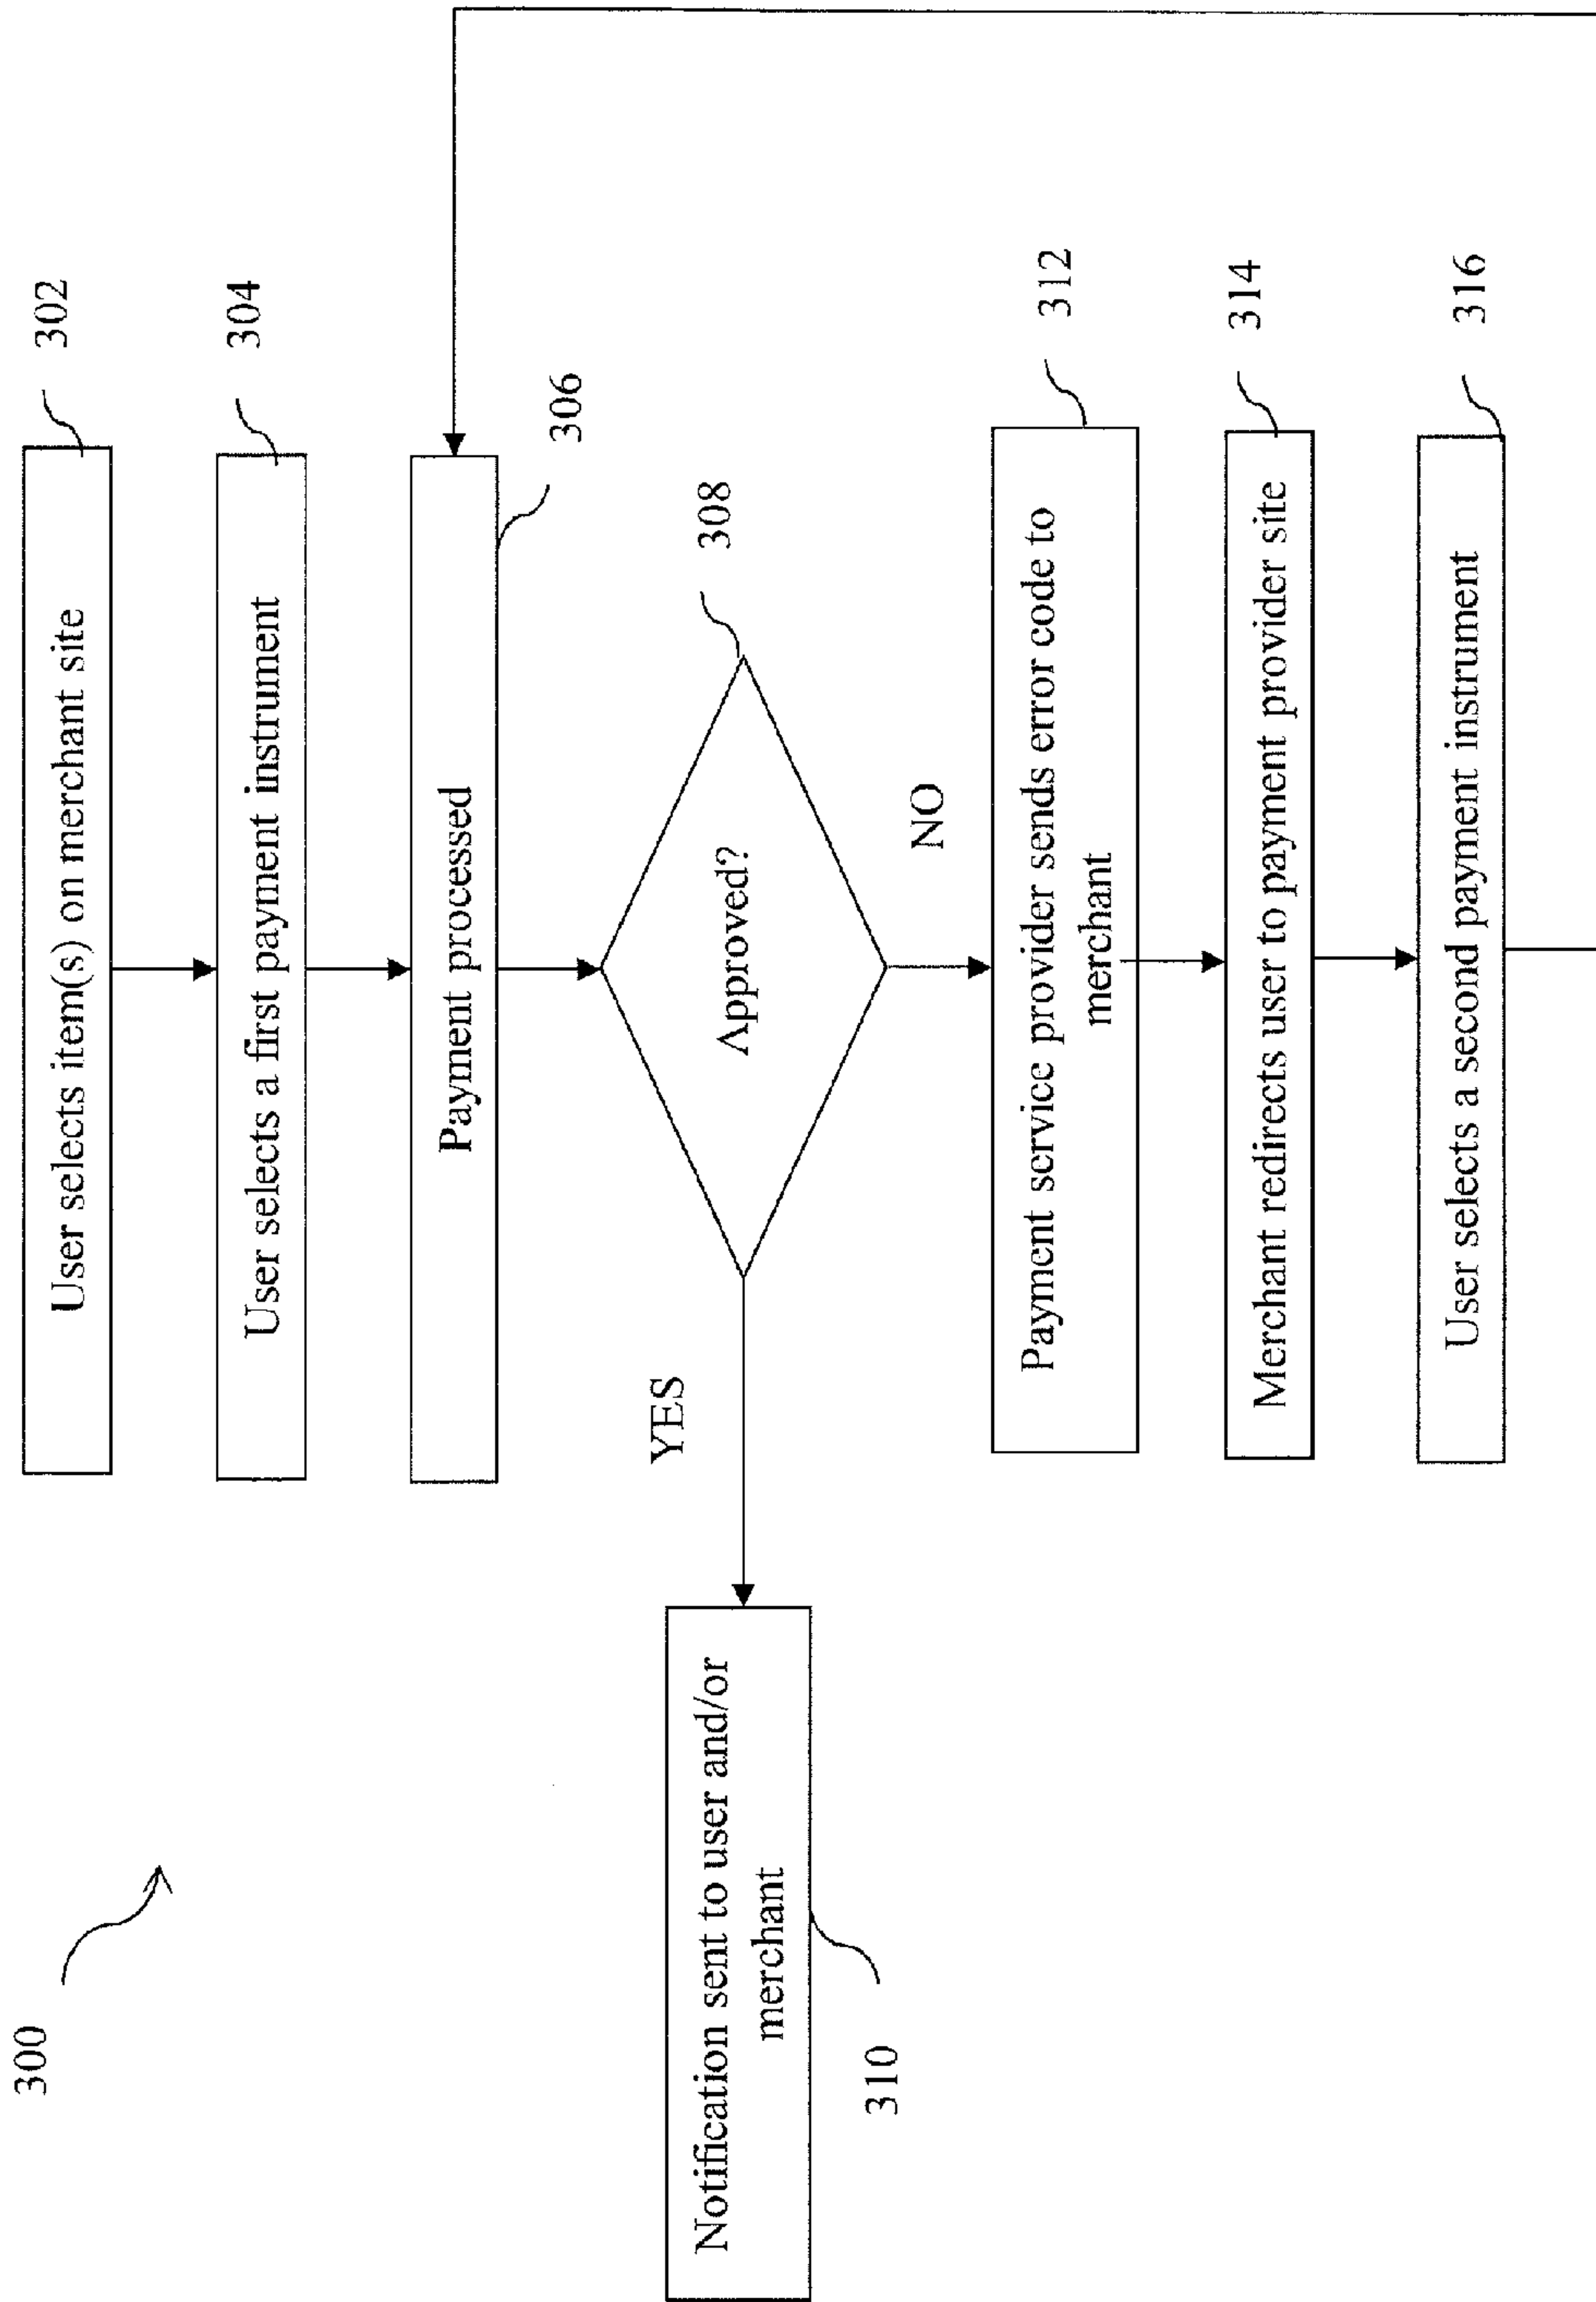 300
User selects item(s) on merchant site
302
User selects a first payment instrument
304
Payment processed
306
Approved?
308
YES
NO
Notification sent to user and/or
merchant
310
Payment service provider sends error code to
merchant
312
Merchant redirects user to payment provider site
314
User selects a second payment instrument
316